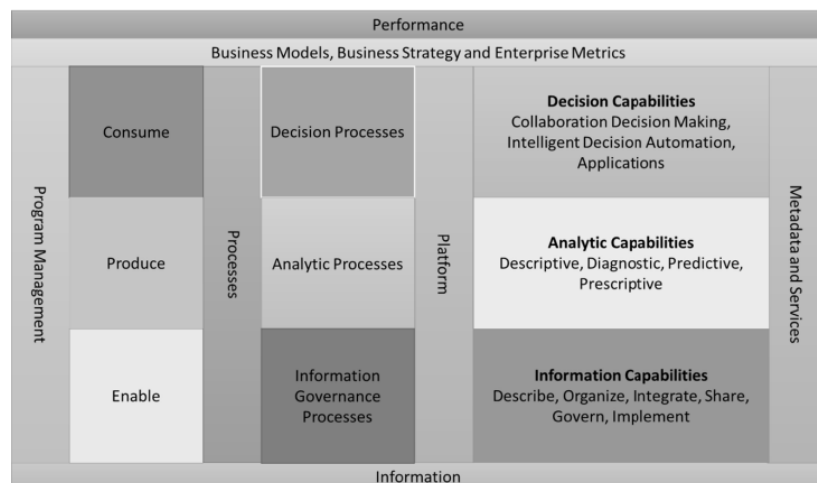 Performance
Business Models, Business Strategy and Enterprise Metrics
Program Management
Consume
Produce
Enable
Processes
Decision Processes
Analytic Processes
Information
Governance
Processes
Platform
Decision Capabilities
Collaboration Decision Making,
Intelligent Decision Automation,
Applications
Analytic Capabilities
Descriptive, Diagnostic, Predictive,
Prescriptive
Information Capabilities
Describe, Organize, Integrate, Share,
Govern, Implement
Metadata and Services
Information